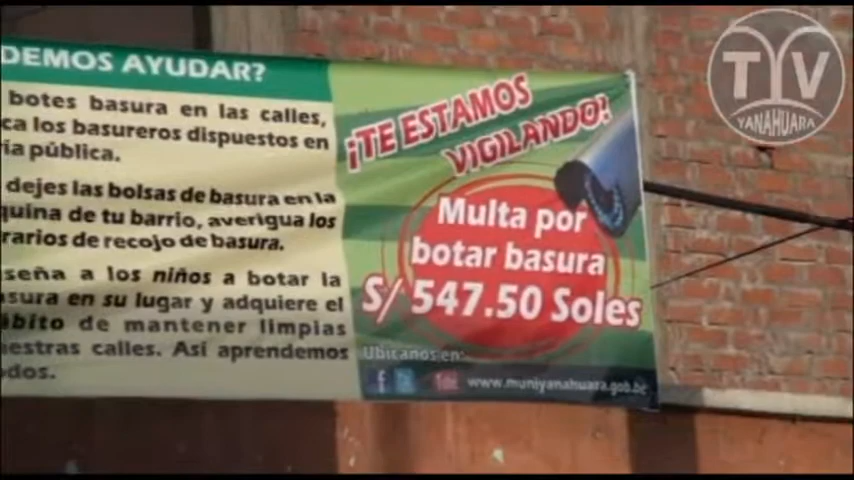 DEMOS AYUDAR?
botes basura en las calles,
ca los basureros dispuestos en
ía pública.
dejes las bolsas de basura en la
quina de tu barrio, averigua los
rarios de recojo de basura.
seña a los niños a botar la
asura en su lugar y adquiere el
ábito de mantener limpias
estras calles. Así aprendemos
odos.
¡TE ESTAMOS
VIGILANDO!
Multa por
botar basura
S/ 547.50 Soles
Ubícanos en:
www.muniyanahuara.gob.pe
TV
YANAHUARA